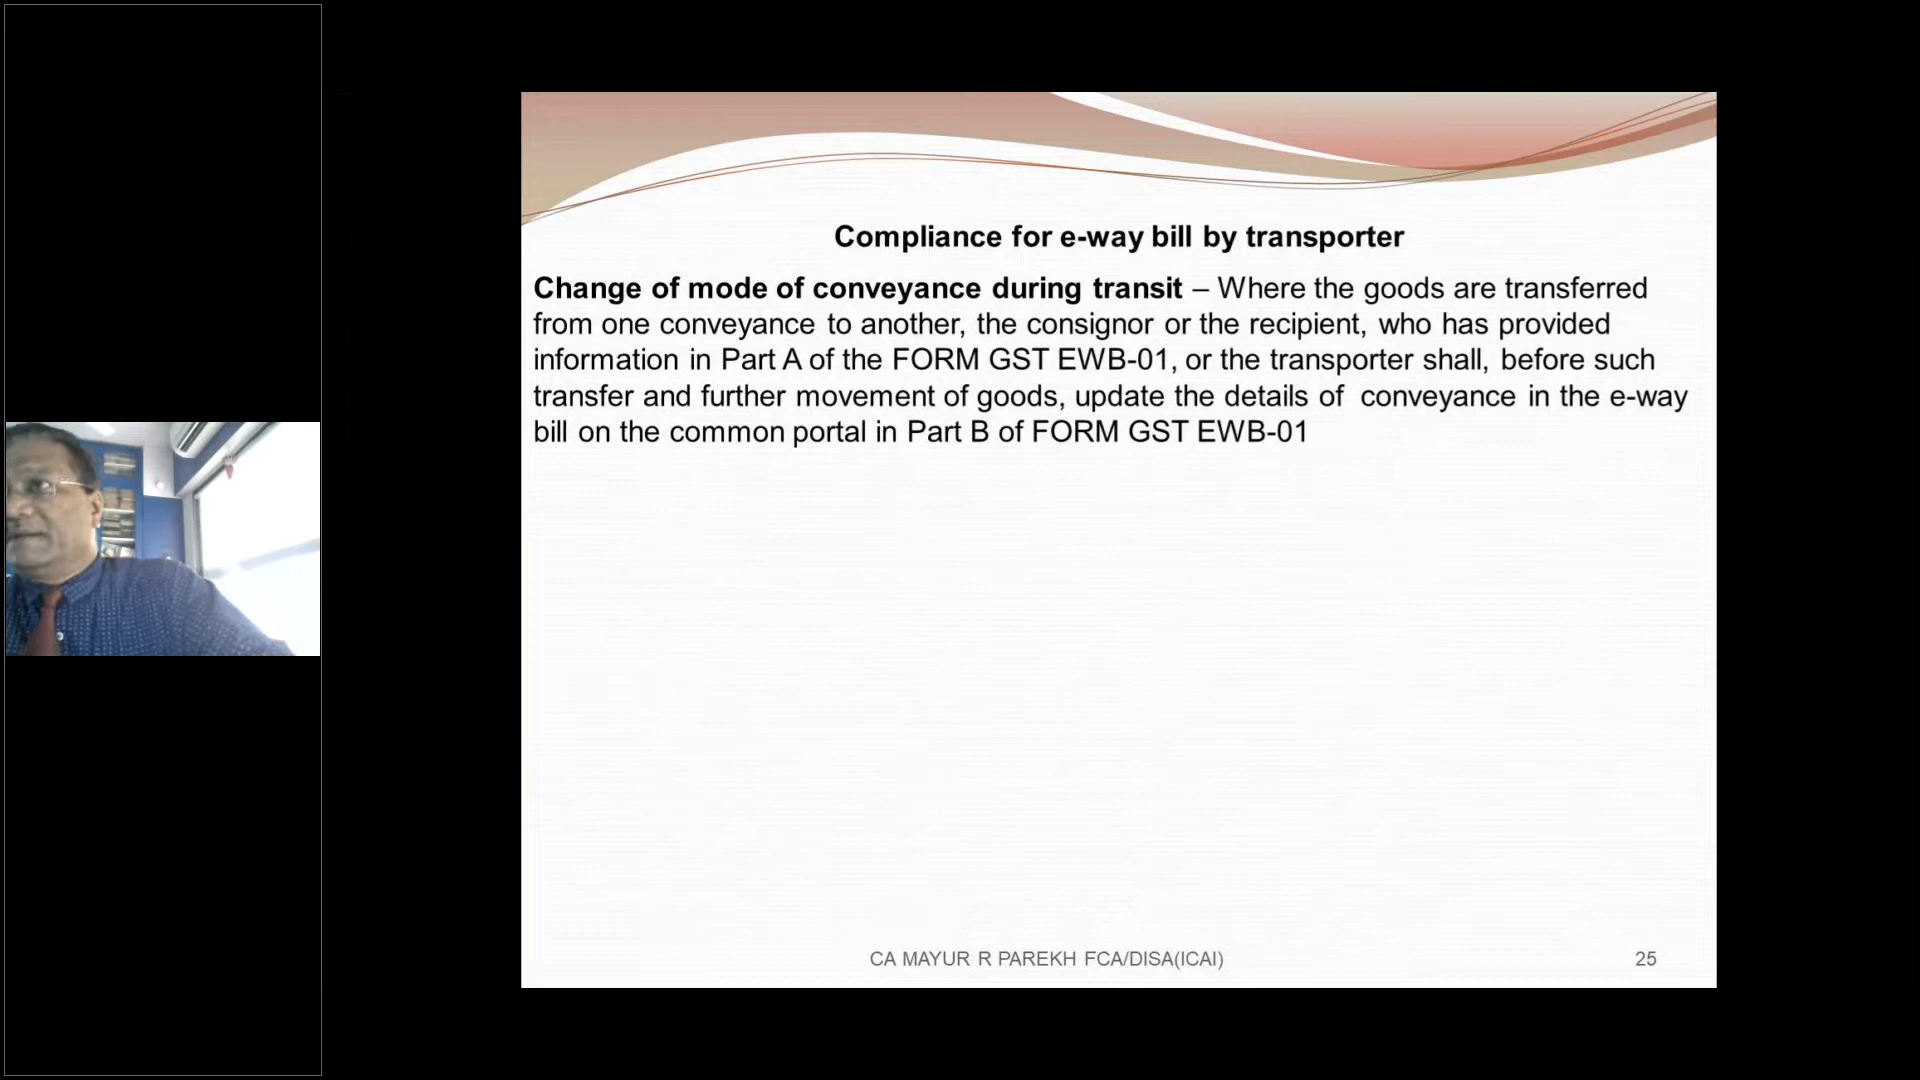 Compliance for e-way bill by transporter
Change of mode of conveyance during transit – Where the goods are transferred
from one conveyance to another, the consignor or the recipient, who has provided
information in Part A of the FORM GST EWB-01, or the transporter shall, before such
transfer and further movement of goods, update the details of  conveyance in the e-way
bill on the common portal in Part B of FORM GST EWB-01
CA MAYUR R PAREKH FCA/DISA(ICAI)
25